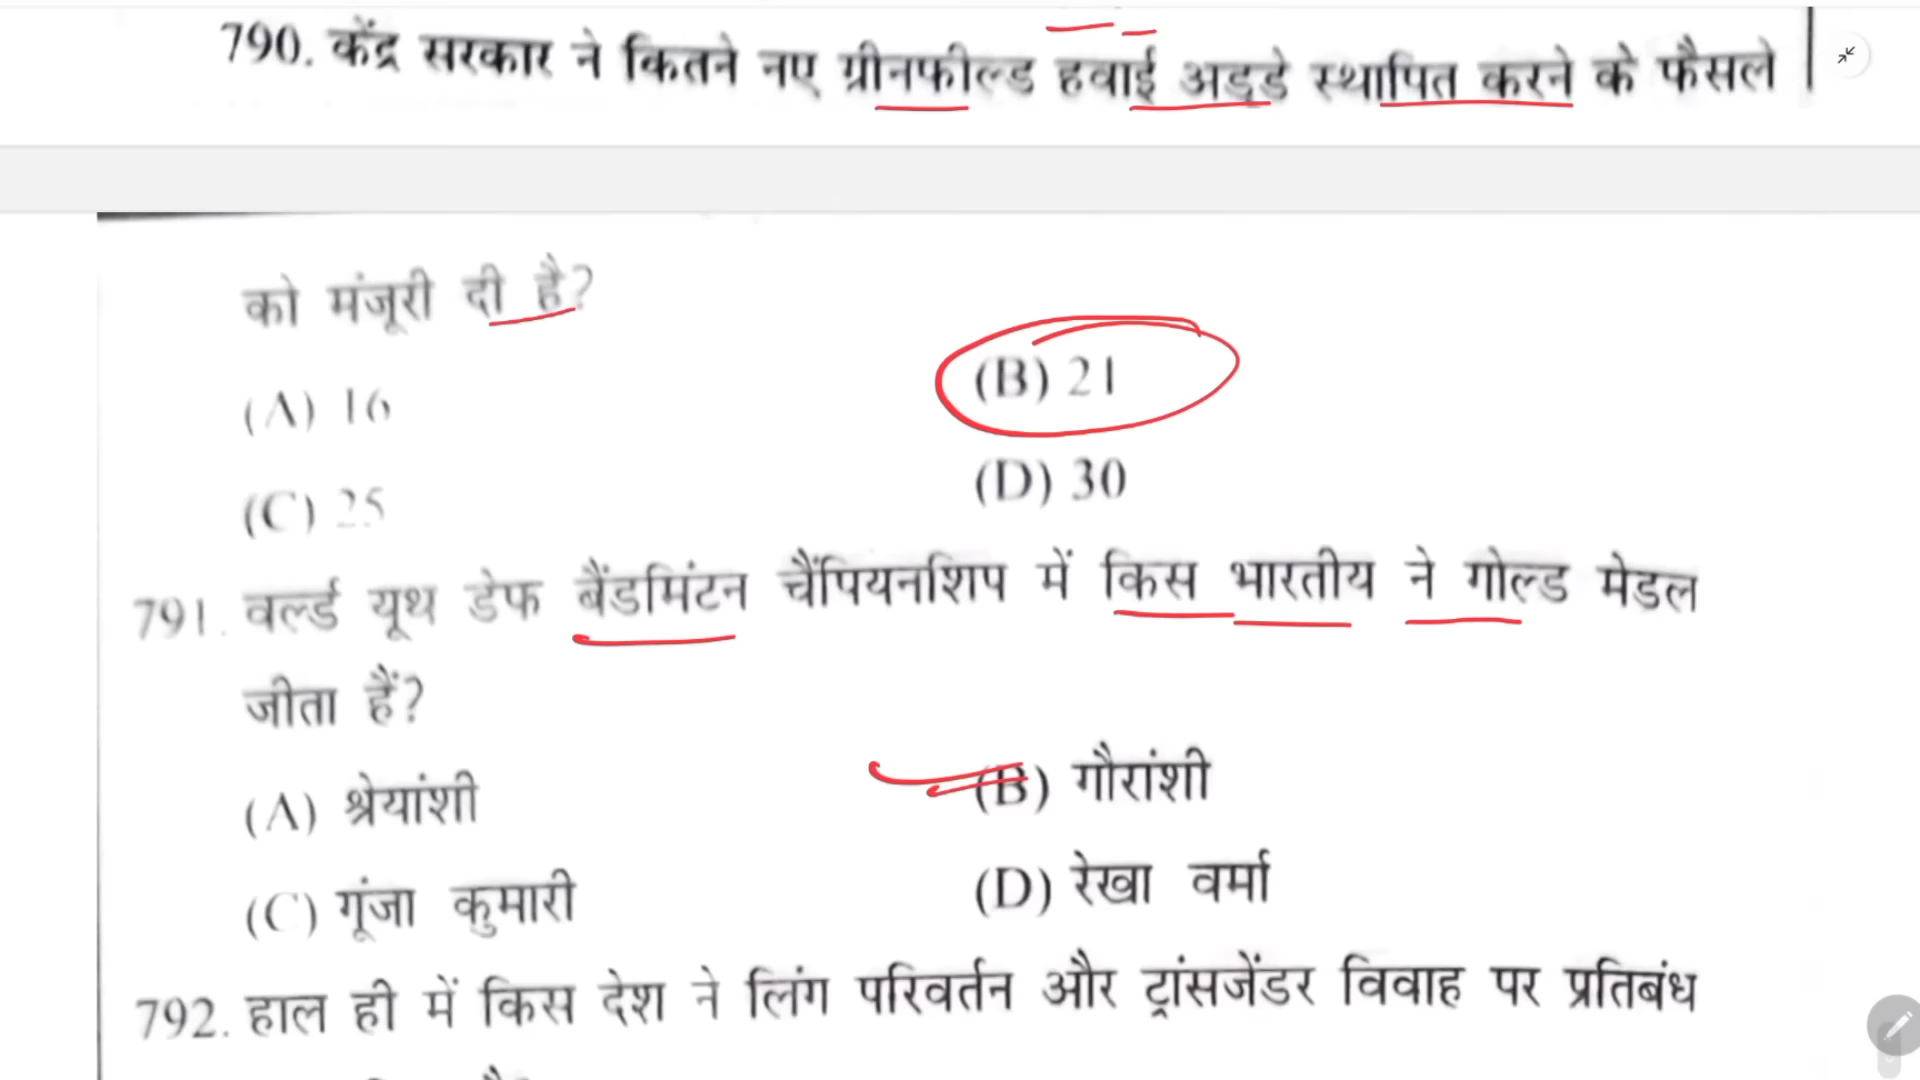 790. केंद्र सरकार ने कितने नए ग्रीनफील्ड हवाई अड्डे स्थापित करने के फैसले
को मंजूरी दी है?
(A) 16 (B) 21
(C) 25 (D) 30
791. वर्ल्ड यूथ डेफ बैंडमिंटन चैंपियनशिप में किस भारतीय ने गोल्ड मेडल
जीता हैं?
(A) श्रेयांशी (B) गौरांशी
(C) गूंजा कुमारी (D) रेखा वर्मा
792. हाल ही में किस देश ने लिंग परिवर्तन और ट्रांसजेंडर विवाह पर प्रतिबंध